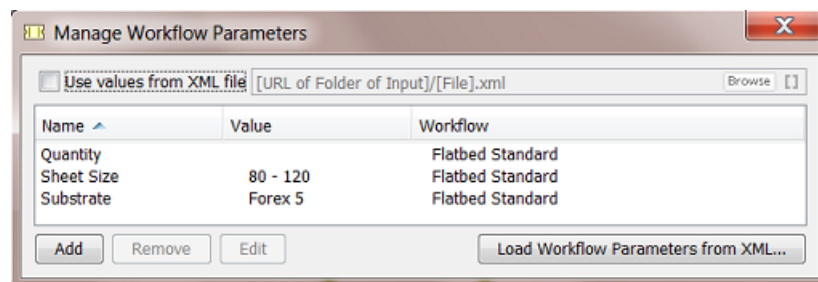 Manage Workflow Parameters
Use values from XML file [URL of Folder of Input]/[File].xml Browse []
Name Value Workflow
Quantity Flatbed Standard
Sheet Size 80 - 120 Flatbed Standard
Substrate Forex 5 Flatbed Standard
Add Remove Edit Load Workflow Parameters from XML...